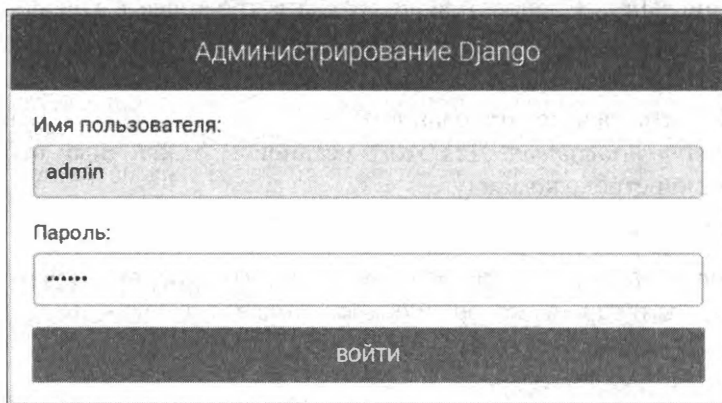 Администрирование Django
Имя пользователя:
admin
Пароль:
••••••
ВОЙТИ